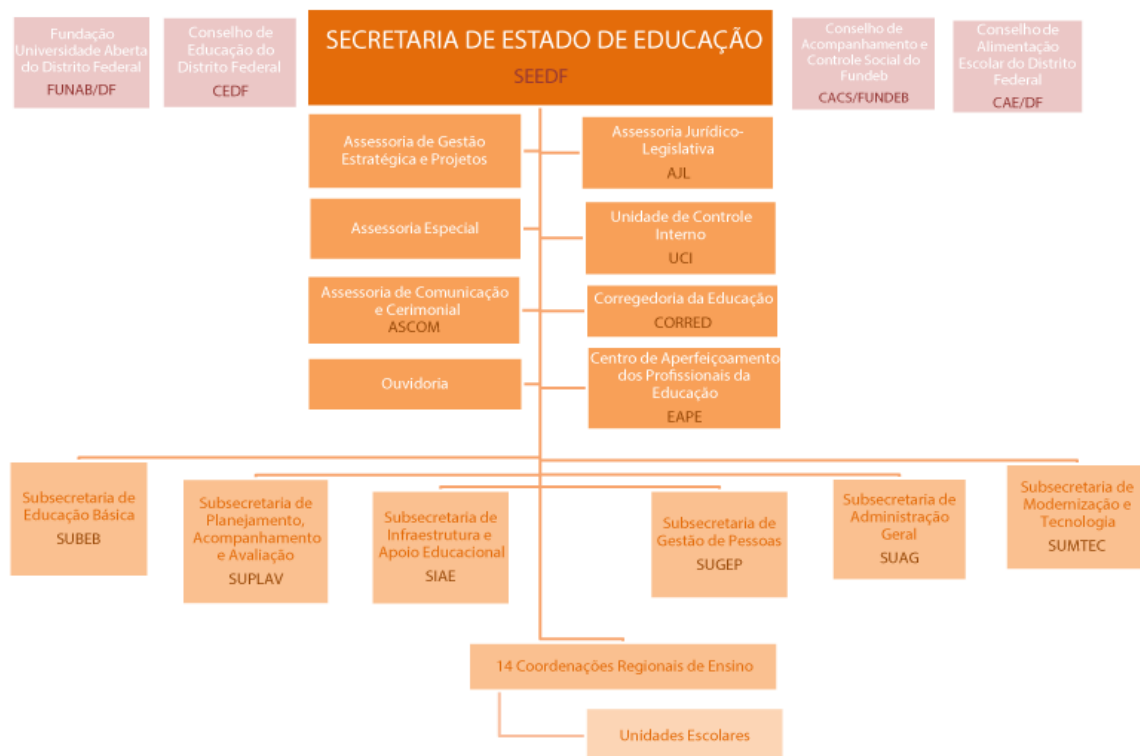 Fundação
Universidade Aberta
do Distrito Federal
FUNAB/DF
Conselho de
Educação do
Distrito Federal
CEDF
SECRETARIA DE ESTADO DE EDUCAÇÃO
SEEDF
Conselho de
Acompanhamento e
Controle Social do
Fundeb
CACS/FUNDEB
Conselho de
Alimentação
Escolar do Distrito
Federal
CAE/DF
Assessoria de Gestão
Estratégica e Projetos
Assessoria Jurídico-
Legislativa
AJL
Assessoria Especial
Unidade de Controle
Interno
UCI
Assessoria de Comunicação
e Cerimonial
ASCOM
Corregedoria da Educação
CORRED
Ouvidoria
Centro de Aperfeiçoamento
dos Profissionais da
Educação
EAPE
Subsecretaria de
Educação Básica
SUBEB
Subsecretaria de
Planejamento,
Acompanhamento
e Avaliação
SUPLAV
Subsecretaria de
Infraestrutura e
Apoio Educacional
SIAE
Subsecretaria de
Gestão de Pessoas
SUGEP
Subsecretaria de
Administração
Geral
SUAG
Subsecretaria de
Modernização e
Tecnologia
SUMTEC
14 Coordenações Regionais de Ensino
Unidades Escolares